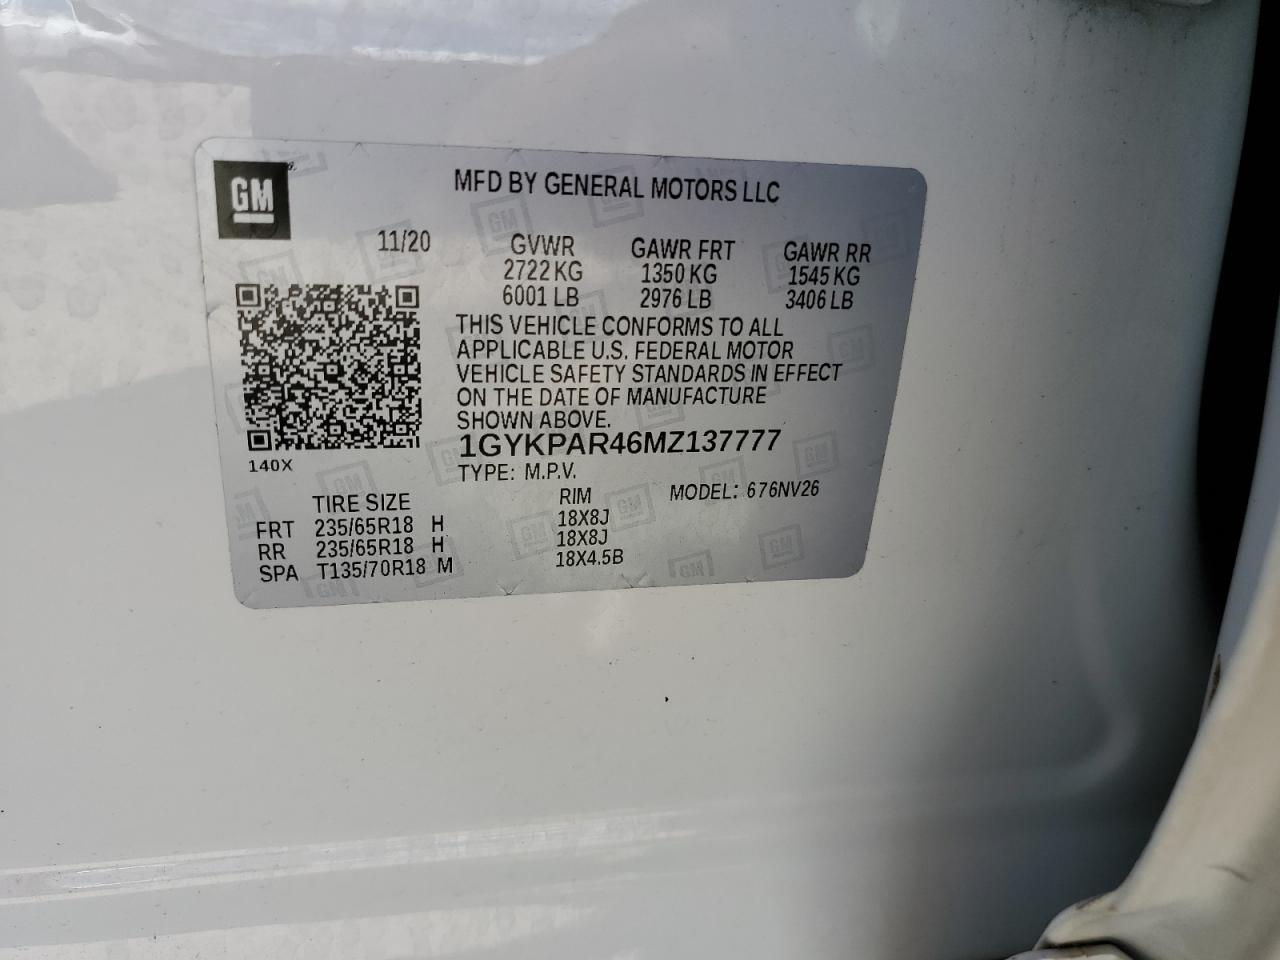 GM
MFD BY GENERAL MOTORS LLC
11/20 GVWR GAWR FRT GAWR RR
2722 KG 1350 KG 1545 KG
6001 LB 2976 LB 3406 LB
THIS VEHICLE CONFORMS TO ALL
APPLICABLE U.S. FEDERAL MOTOR
VEHICLE SAFETY STANDARDS IN EFFECT
ON THE DATE OF MANUFACTURE
SHOWN ABOVE.
1GYKPAR46MZ137777
140X
TYPE: M.P.V.
TIRE SIZE RIM MODEL: 676NV26
FRT 235/65R18 H 18X8J
RR 235/65R18 H 18X8J
SPA T135/70R18 M 18X4.5B